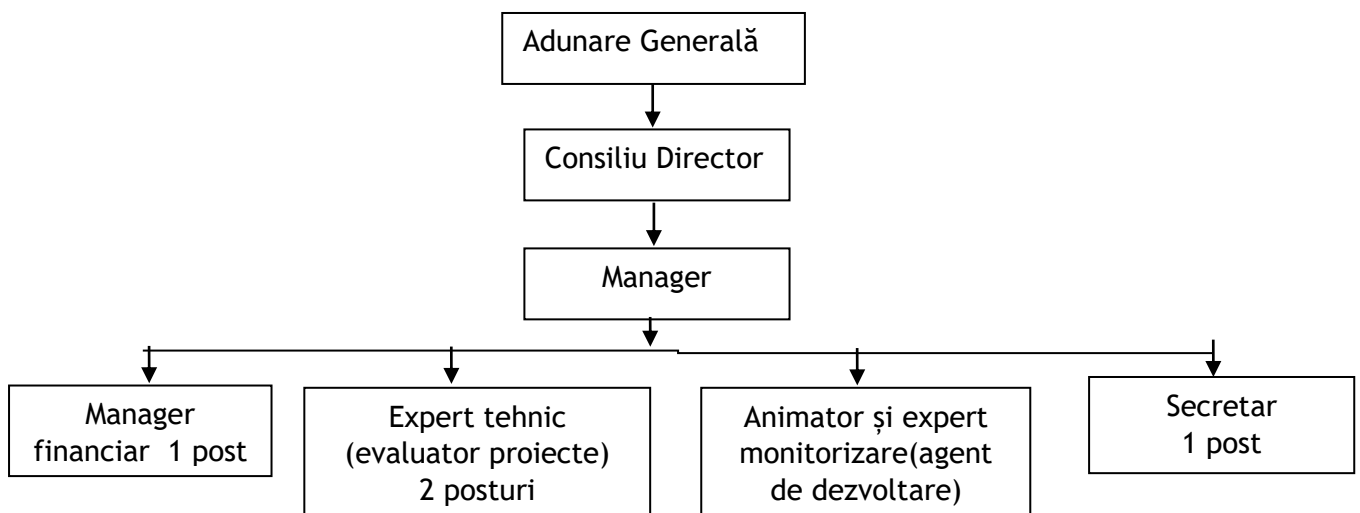 Adunare Generală
Consiliu Director
Manager
Manager
financiar 1 post
Expert tehnic
(evaluator proiecte)
2 posturi
Animator și expert
monitorizare(agent
de dezvoltare)
Secretar
1 post